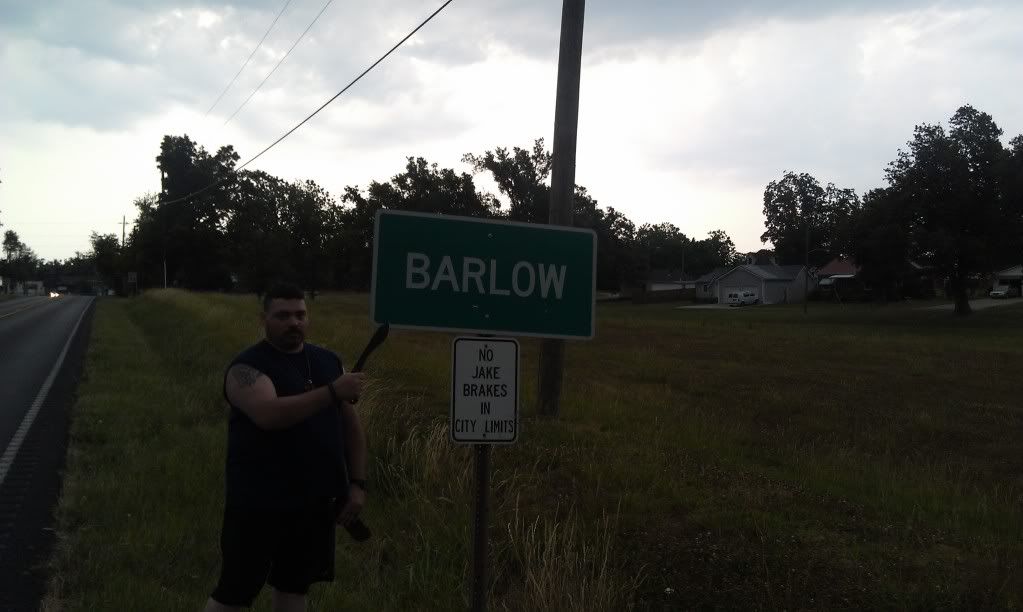 BARLOW
NO
JAKE
BRAKES
IN
CITY LIMITS